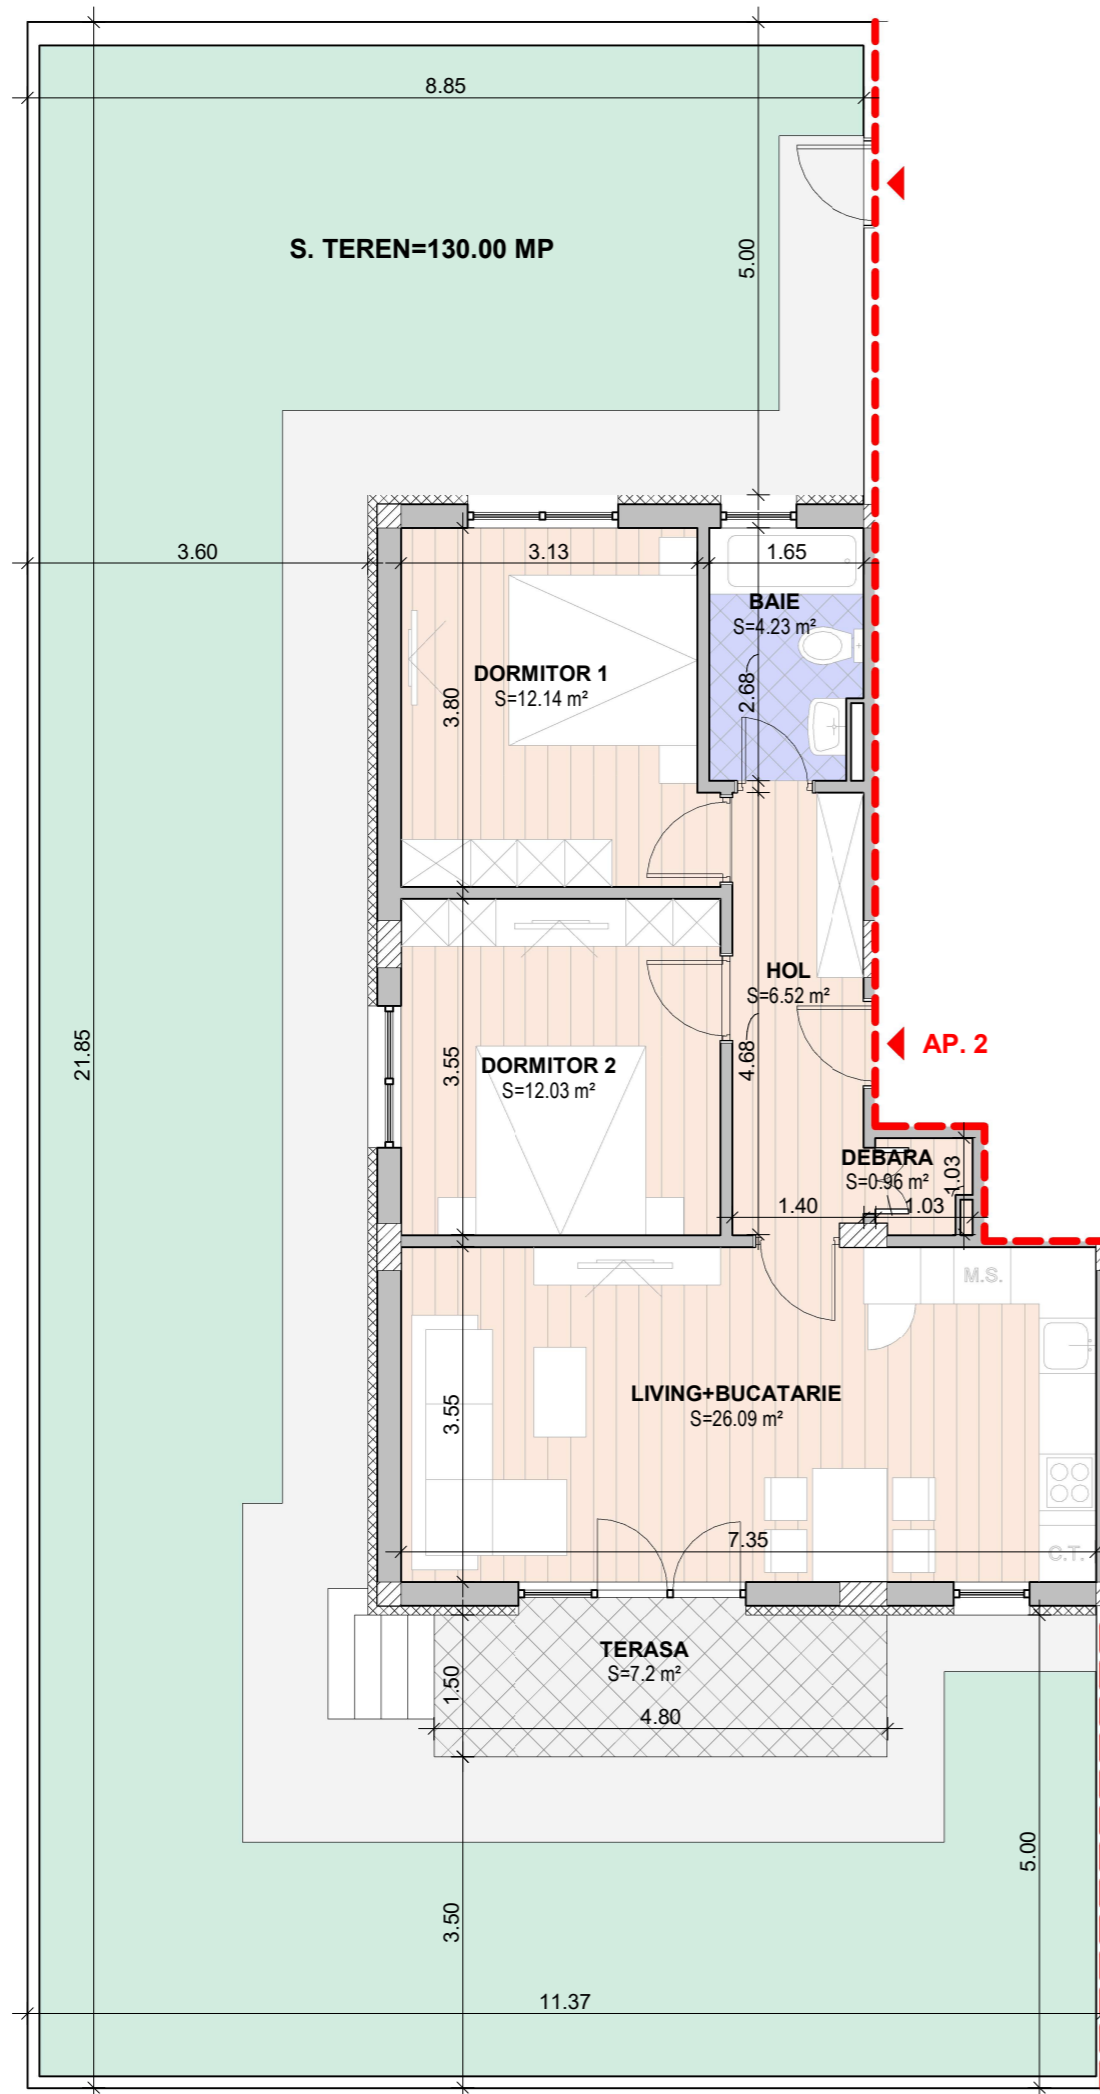 8.85
S. TEREN=130.00 MP
5.00
3.60
3.13
1.65
BAIE
S=4.23 m²
DORMITOR 1
S=12.14 m²
2.68
3.80
HOL
S=6.52 m²
21.85
AP. 2
3.55
4.68
DORMITOR 2
S=12.03 m²
DEBARA
S=0.96 m²
1.03
1.40
1.03
M.S.
LIVING+BUCATARIE
S=26.09 m²
3.55
7.35
C.T.
TERASA
S=7.2 m²
1.50
4.80
5.00
3.50
11.37